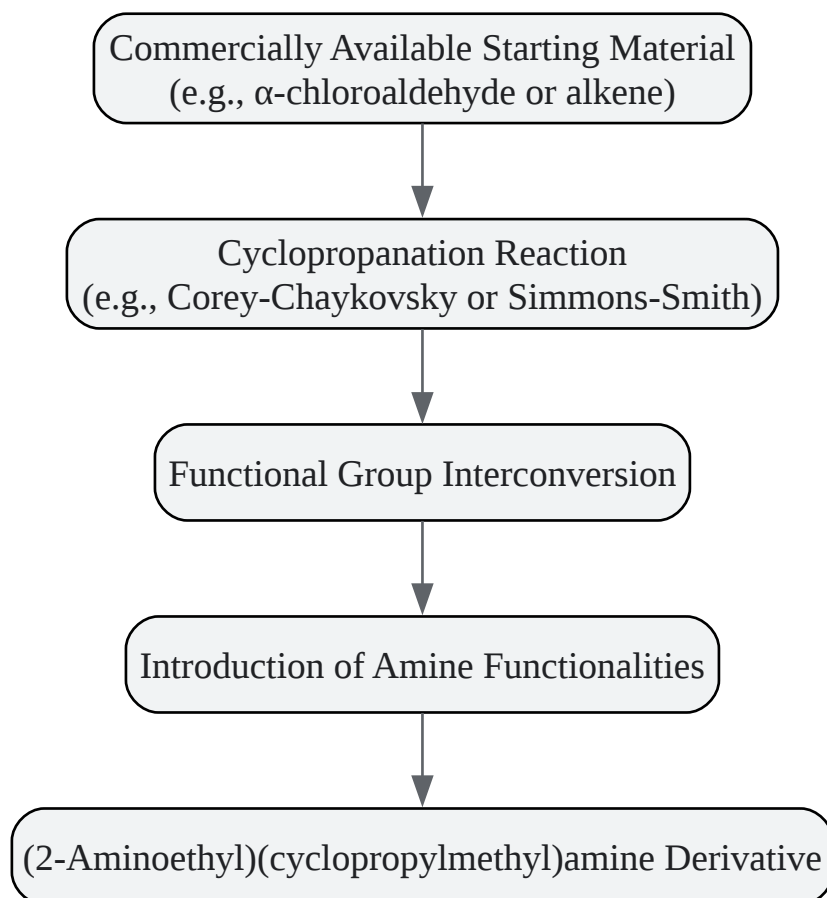 Commercially Available Starting Material
(e.g., α-chloroaldehyde or alkene)
Cyclopropanation Reaction
(e.g., Corey-Chaykovsky or Simmons-Smith)
Functional Group Interconversion
Introduction of Amine Functionalities
(2-Aminoethyl)(cyclopropylmethyl)amine Derivative